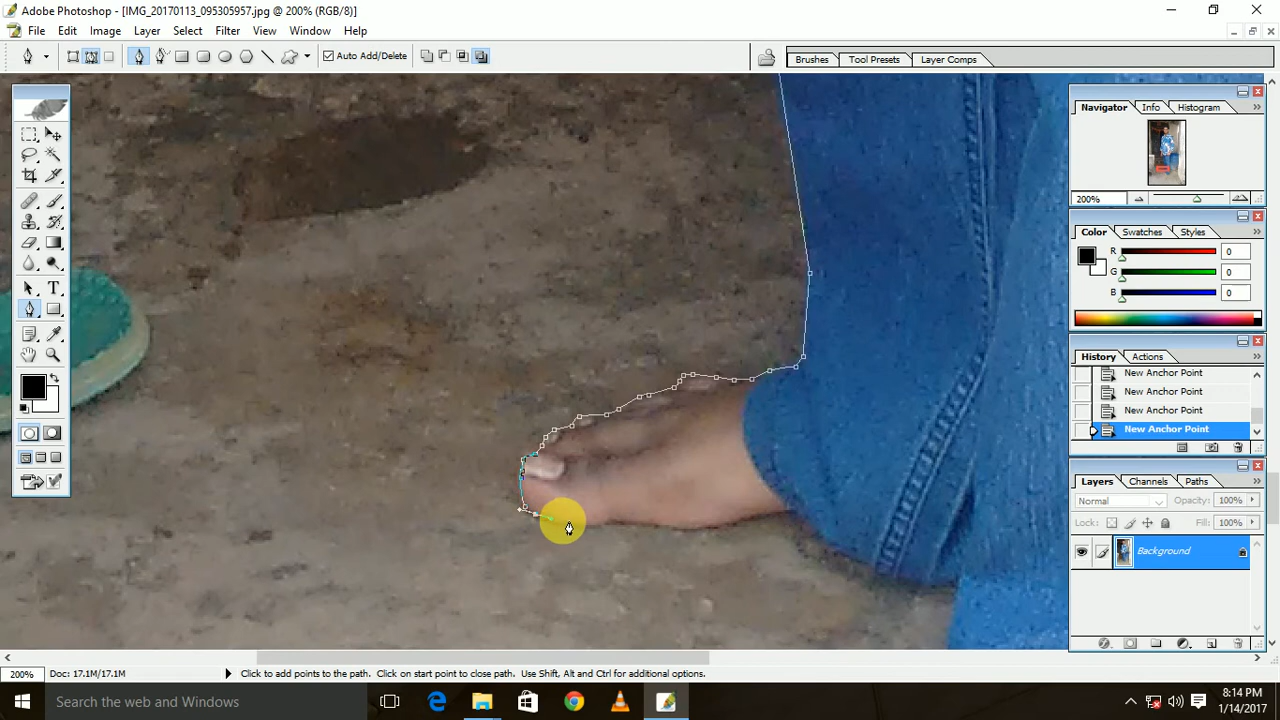 Adobe Photoshop - [IMG_20170113_095305957.jpg @ 200% (RGB/8)]
File Edit Image Layer Select Filter View Window Help
Auto Add/Delete
Brushes Tool Presets Layer Comps
Navigator Info Histogram
200%
Color Swatches Styles
R 0
G 0
B 0
History Actions
New Anchor Point
New Anchor Point
New Anchor Point
New Anchor Point
Layers Channels Paths
Normal Opacity: 100%
Lock: Fill: 100%
Background
200% Doc: 17.1M/17.1M Click to add points to the path. Click on start point to close path. Use Shift, Alt and Ctrl for additional options.
Search the web and Windows
8:14 PM
1/14/2017